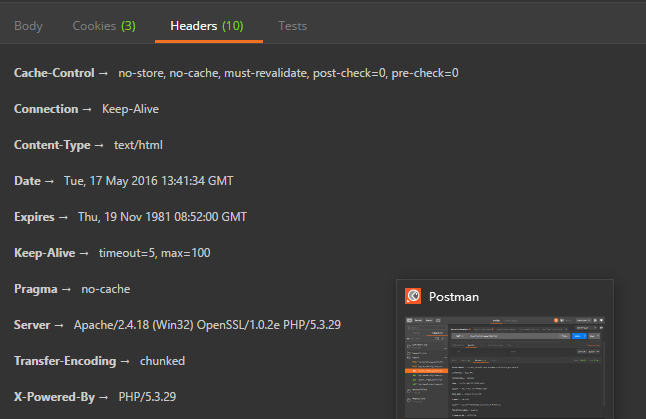 Body Cookies (3) Headers (10) Tests
Cache-Control → no-store, no-cache, must-revalidate, post-check=0, pre-check=0
Connection → Keep-Alive
Content-Type → text/html
Date → Tue, 17 May 2016 13:41:34 GMT
Expires → Thu, 19 Nov 1981 08:52:00 GMT
Keep-Alive → timeout=5, max=100
Pragma → no-cache
Server → Apache/2.4.18 (Win32) OpenSSL/1.0.2e PHP/5.3.29
Transfer-Encoding → chunked
X-Powered-By → PHP/5.3.29
Postman